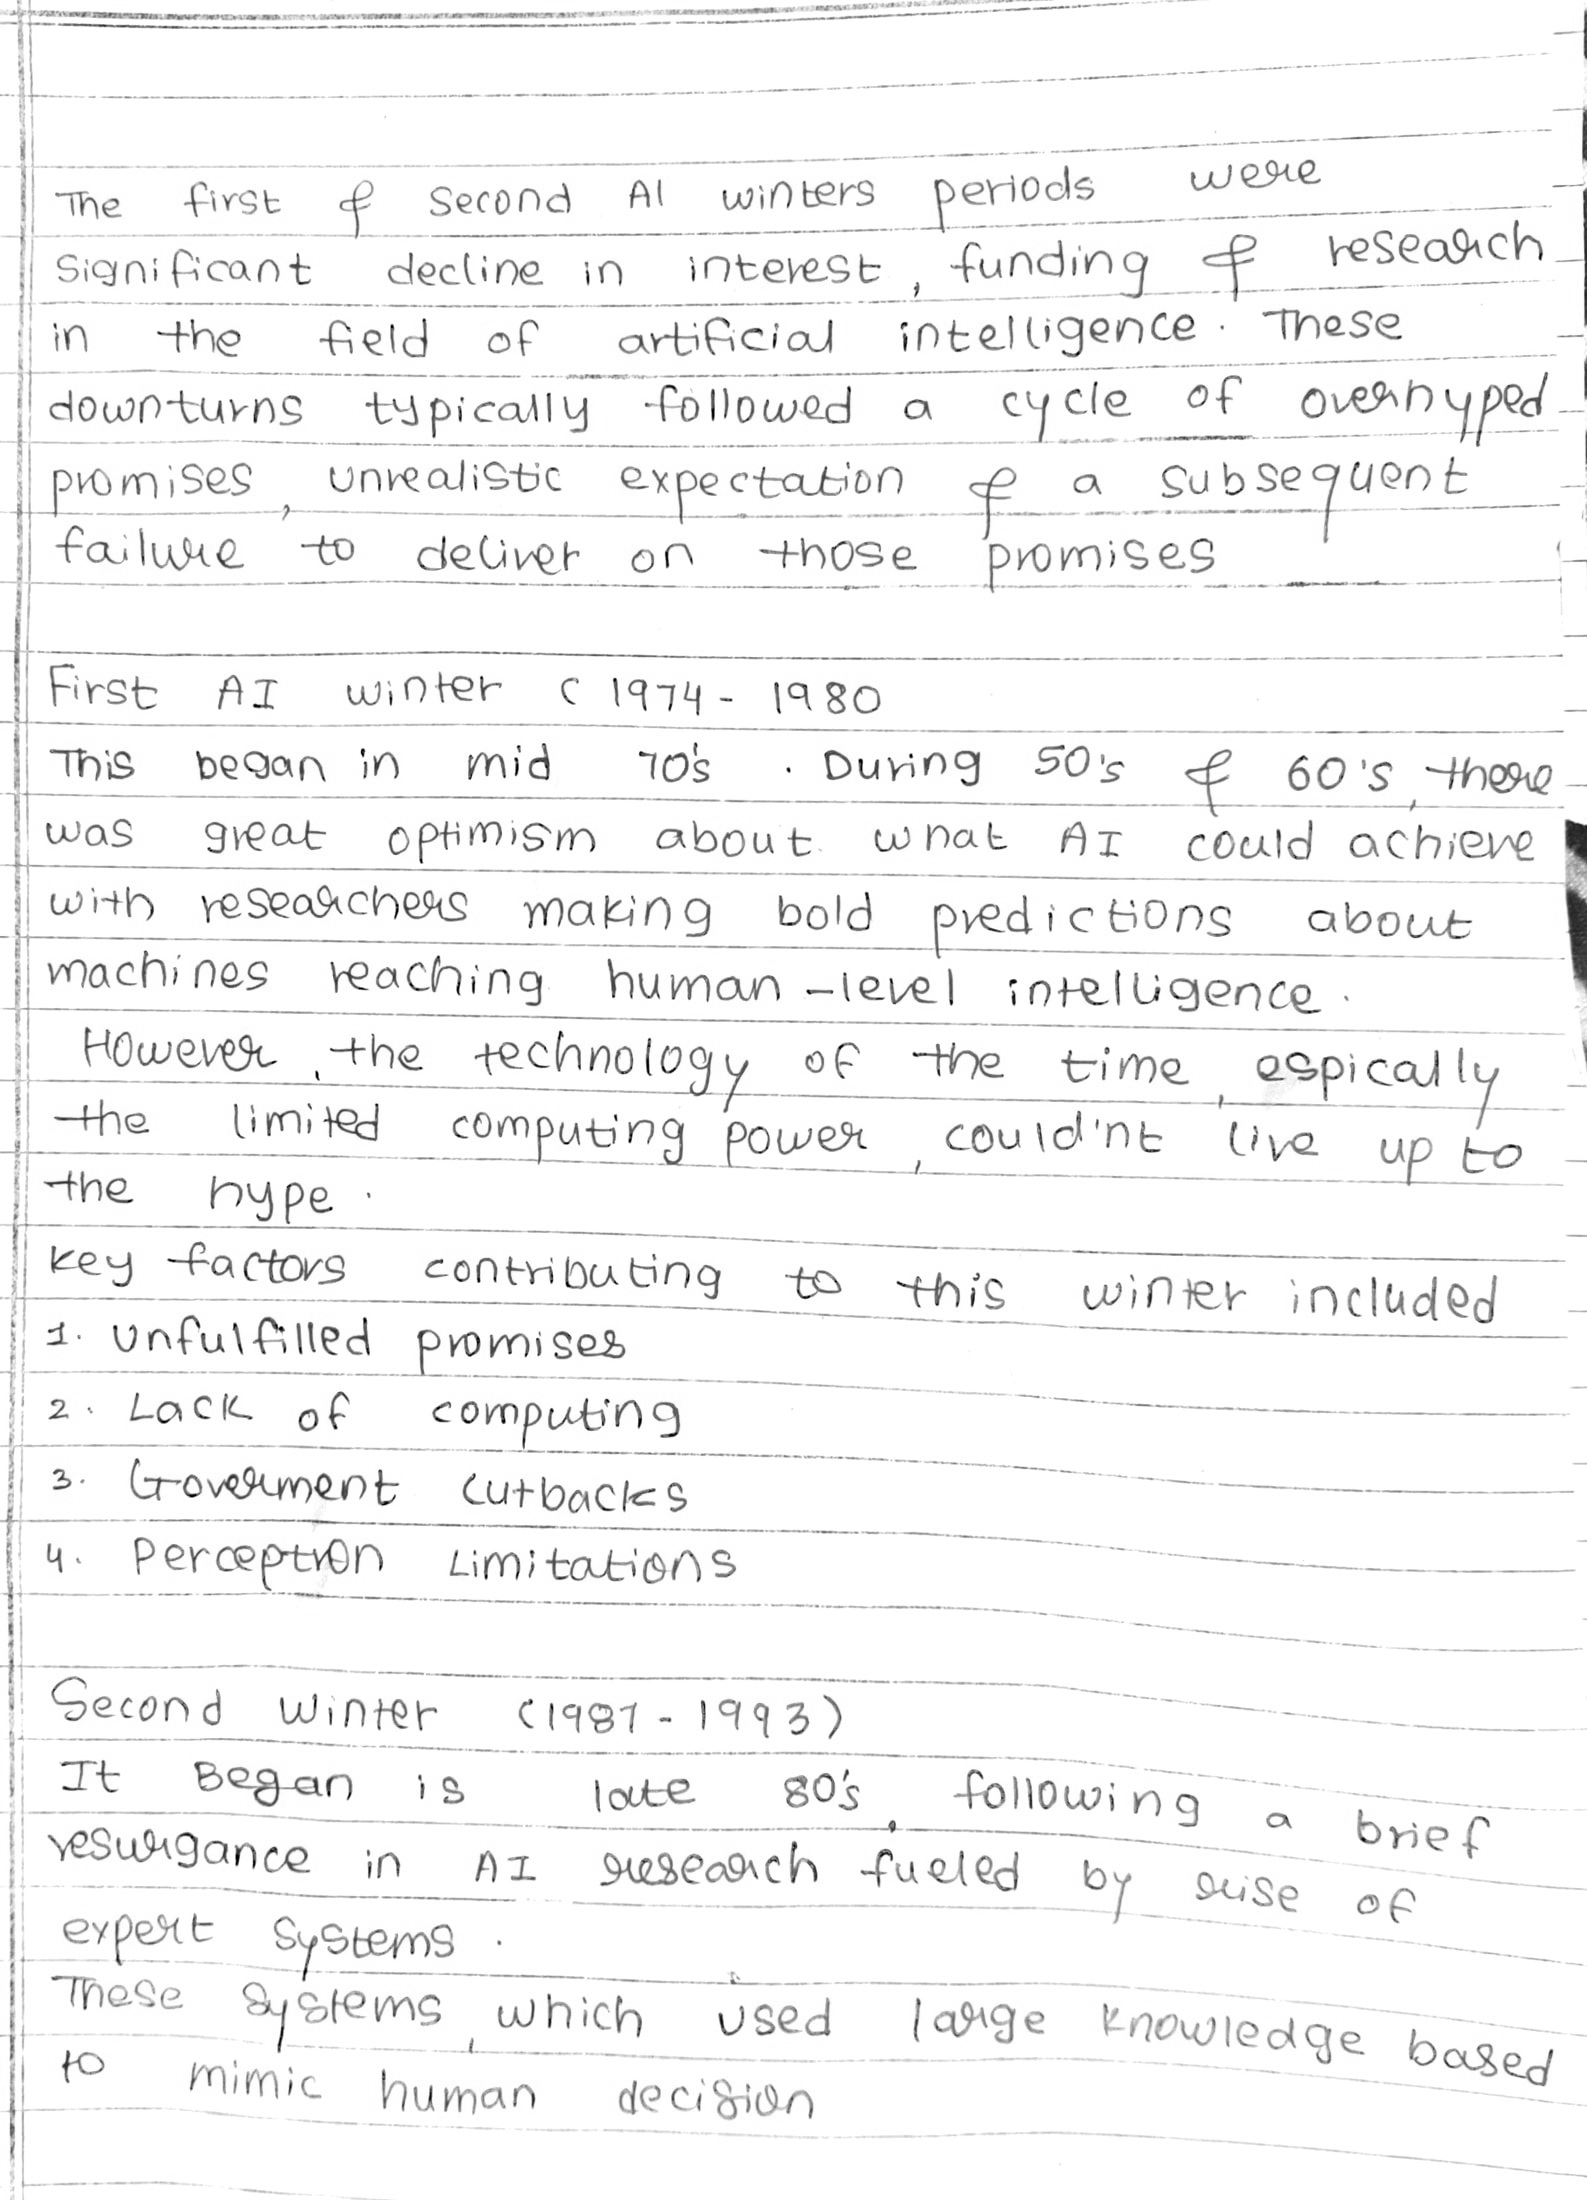 The first & second AI winters periods were
significant decline in interest, funding & research
in the field of artificial intelligence. These
downturns typically followed a cycle of overhyped
promises, unrealistic expectation & a subsequent
failure to deliver on those promises
First AI winter ( 1974 - 1980
This began in mid 70's . During 50's & 60's, there
was great optimism about what AI could achieve
with researchers making bold predictions about
machines reaching human-level intelligence.
However, the technology of the time, espically
the limited computing power, could'nt live up to
the hype.
key factors contributing to this winter included
1. Unfulfilled promises
2. Lack of computing
3. Goverment cutbacks
4. Perceptron Limitations
Second Winter (1987 - 1993)
It Began is late 80's, following a brief
resurgance in AI research fueled by rise of
expert systems.
These systems, which used large knowledge based
to mimic human decision